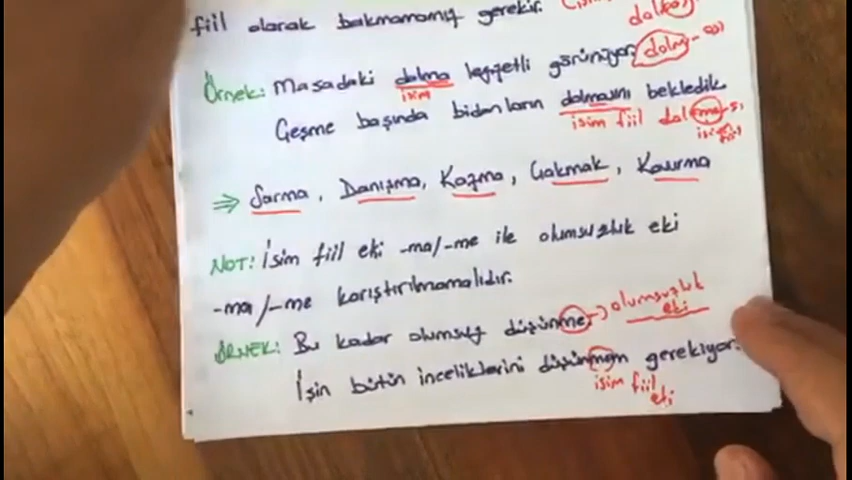 fiil olarak bakmamamız gerekir.
Örnek: Masadaki dolma lezzetli görünüyor.
isim
Çeşme başında bidonların dolmasını bekledik.
isim fiil
⇒ Sarma, Danışma, Kazma, Çakmak, Kavurma
NOT: İsim fiil eki -ma/-me ile olumsuzluk eki
-ma/-me karıştırılmamalıdır.
ÖRNEK: Bu kadar olumsuz düşünme. → olumsuzluk
eki
İşin bütün inceliklerini düşünmem gerekiyor.
isim fiil
eki